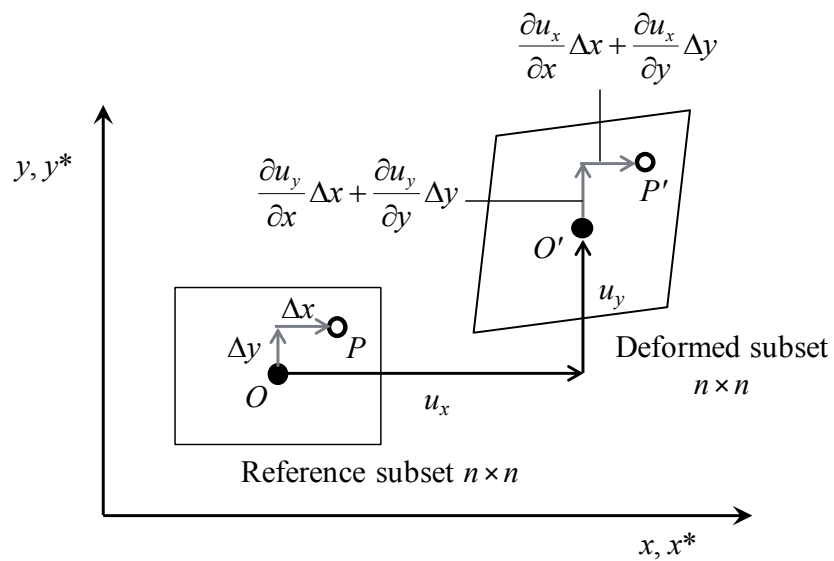 ∂u_x/∂x Δx + ∂u_x/∂y Δy
y, y*
∂u_y/∂x Δx + ∂u_y/∂y Δy
P′
O′
u_y
Δx
Δy
P
O
u_x
Deformed subset
n × n
Reference subset n × n
x, x*